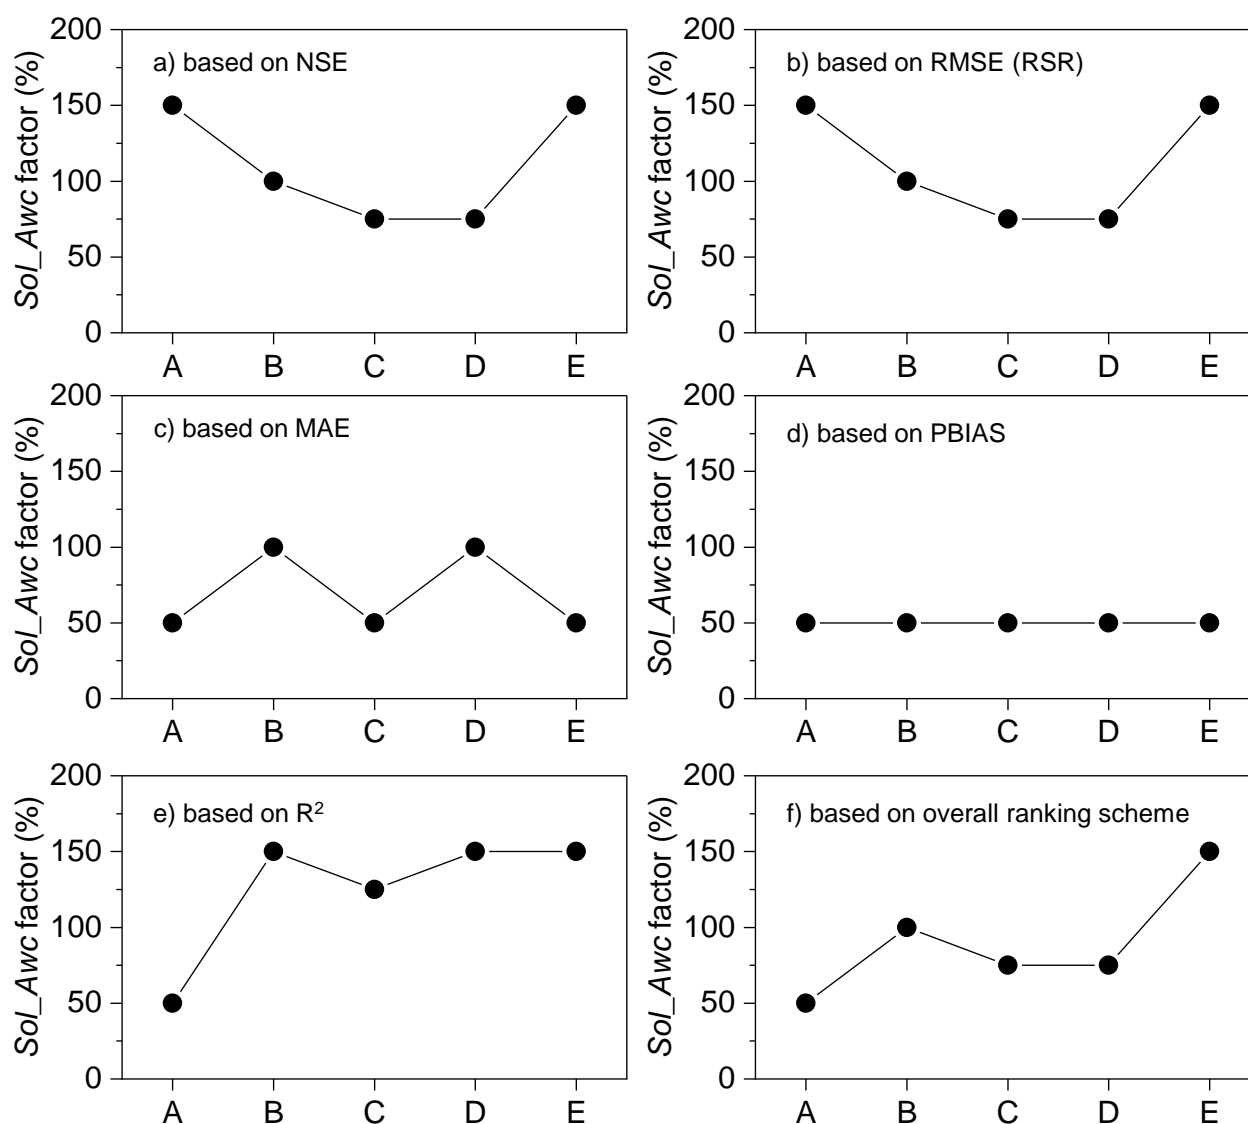 a) based on NSE
Sol_Awc factor (%)
200
150
100
50
0
A B C D E
b) based on RMSE (RSR)
Sol_Awc factor (%)
200
150
100
50
0
A B C D E
c) based on MAE
Sol_Awc factor (%)
200
150
100
50
0
A B C D E
d) based on PBIAS
Sol_Awc factor (%)
200
150
100
50
0
A B C D E
e) based on R²
Sol_Awc factor (%)
200
150
100
50
0
A B C D E
f) based on overall ranking scheme
Sol_Awc factor (%)
200
150
100
50
0
A B C D E